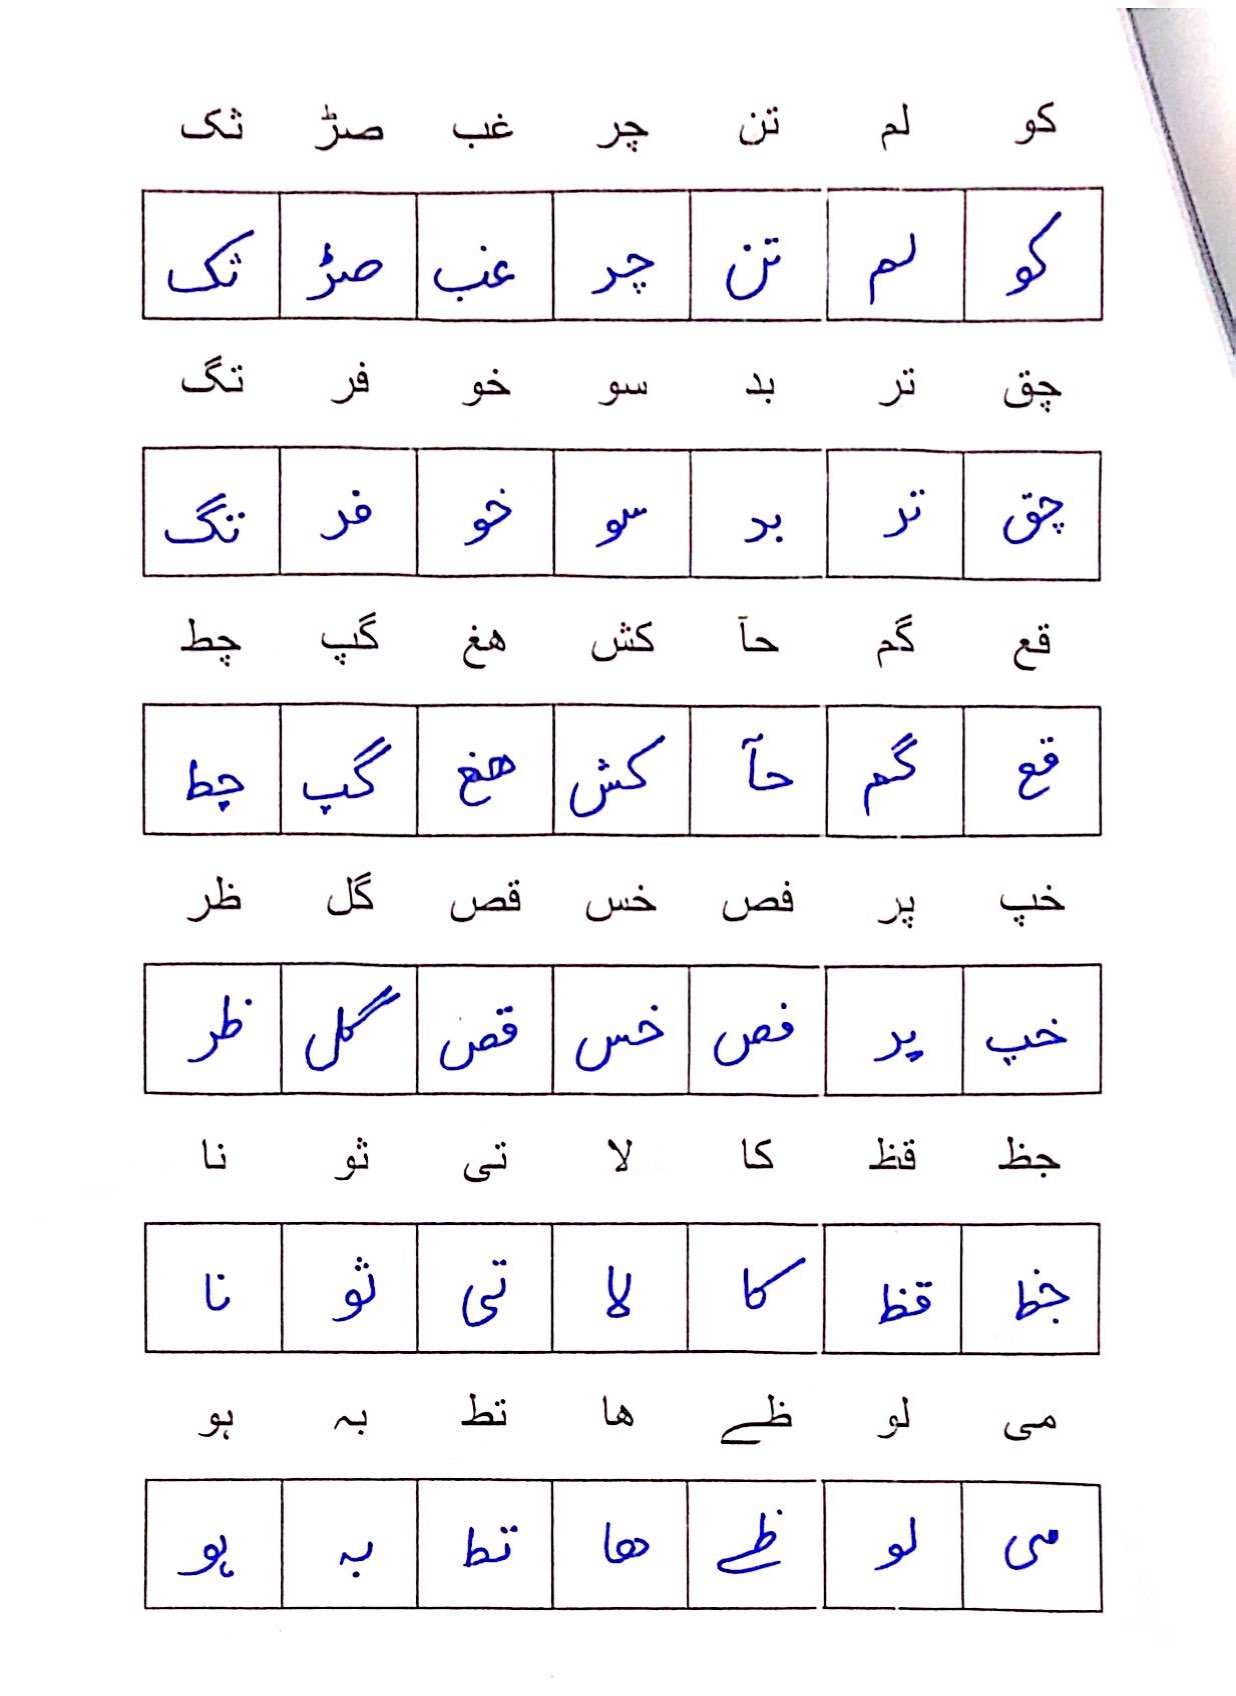 کو لم تن چر غب صڑ ثک
کو لم تن چر غب صڑ ثک
چق تر بد سو خو فر تگ
چق تر بد سو خو فر تگ
قع گم حآ کش ھغ گپ چط
قع گم حآ کش ھغ گپ چط
خپ پر فص خس قص گل ظر
خپ پر فص خس قص گل ظر
جظ قظ کا لا تی ثو نا
جظ قظ کا لا تی ثو نا
می لو ظے ھا تط بہ ہو
می لو ظے ھا تط بہ ہو